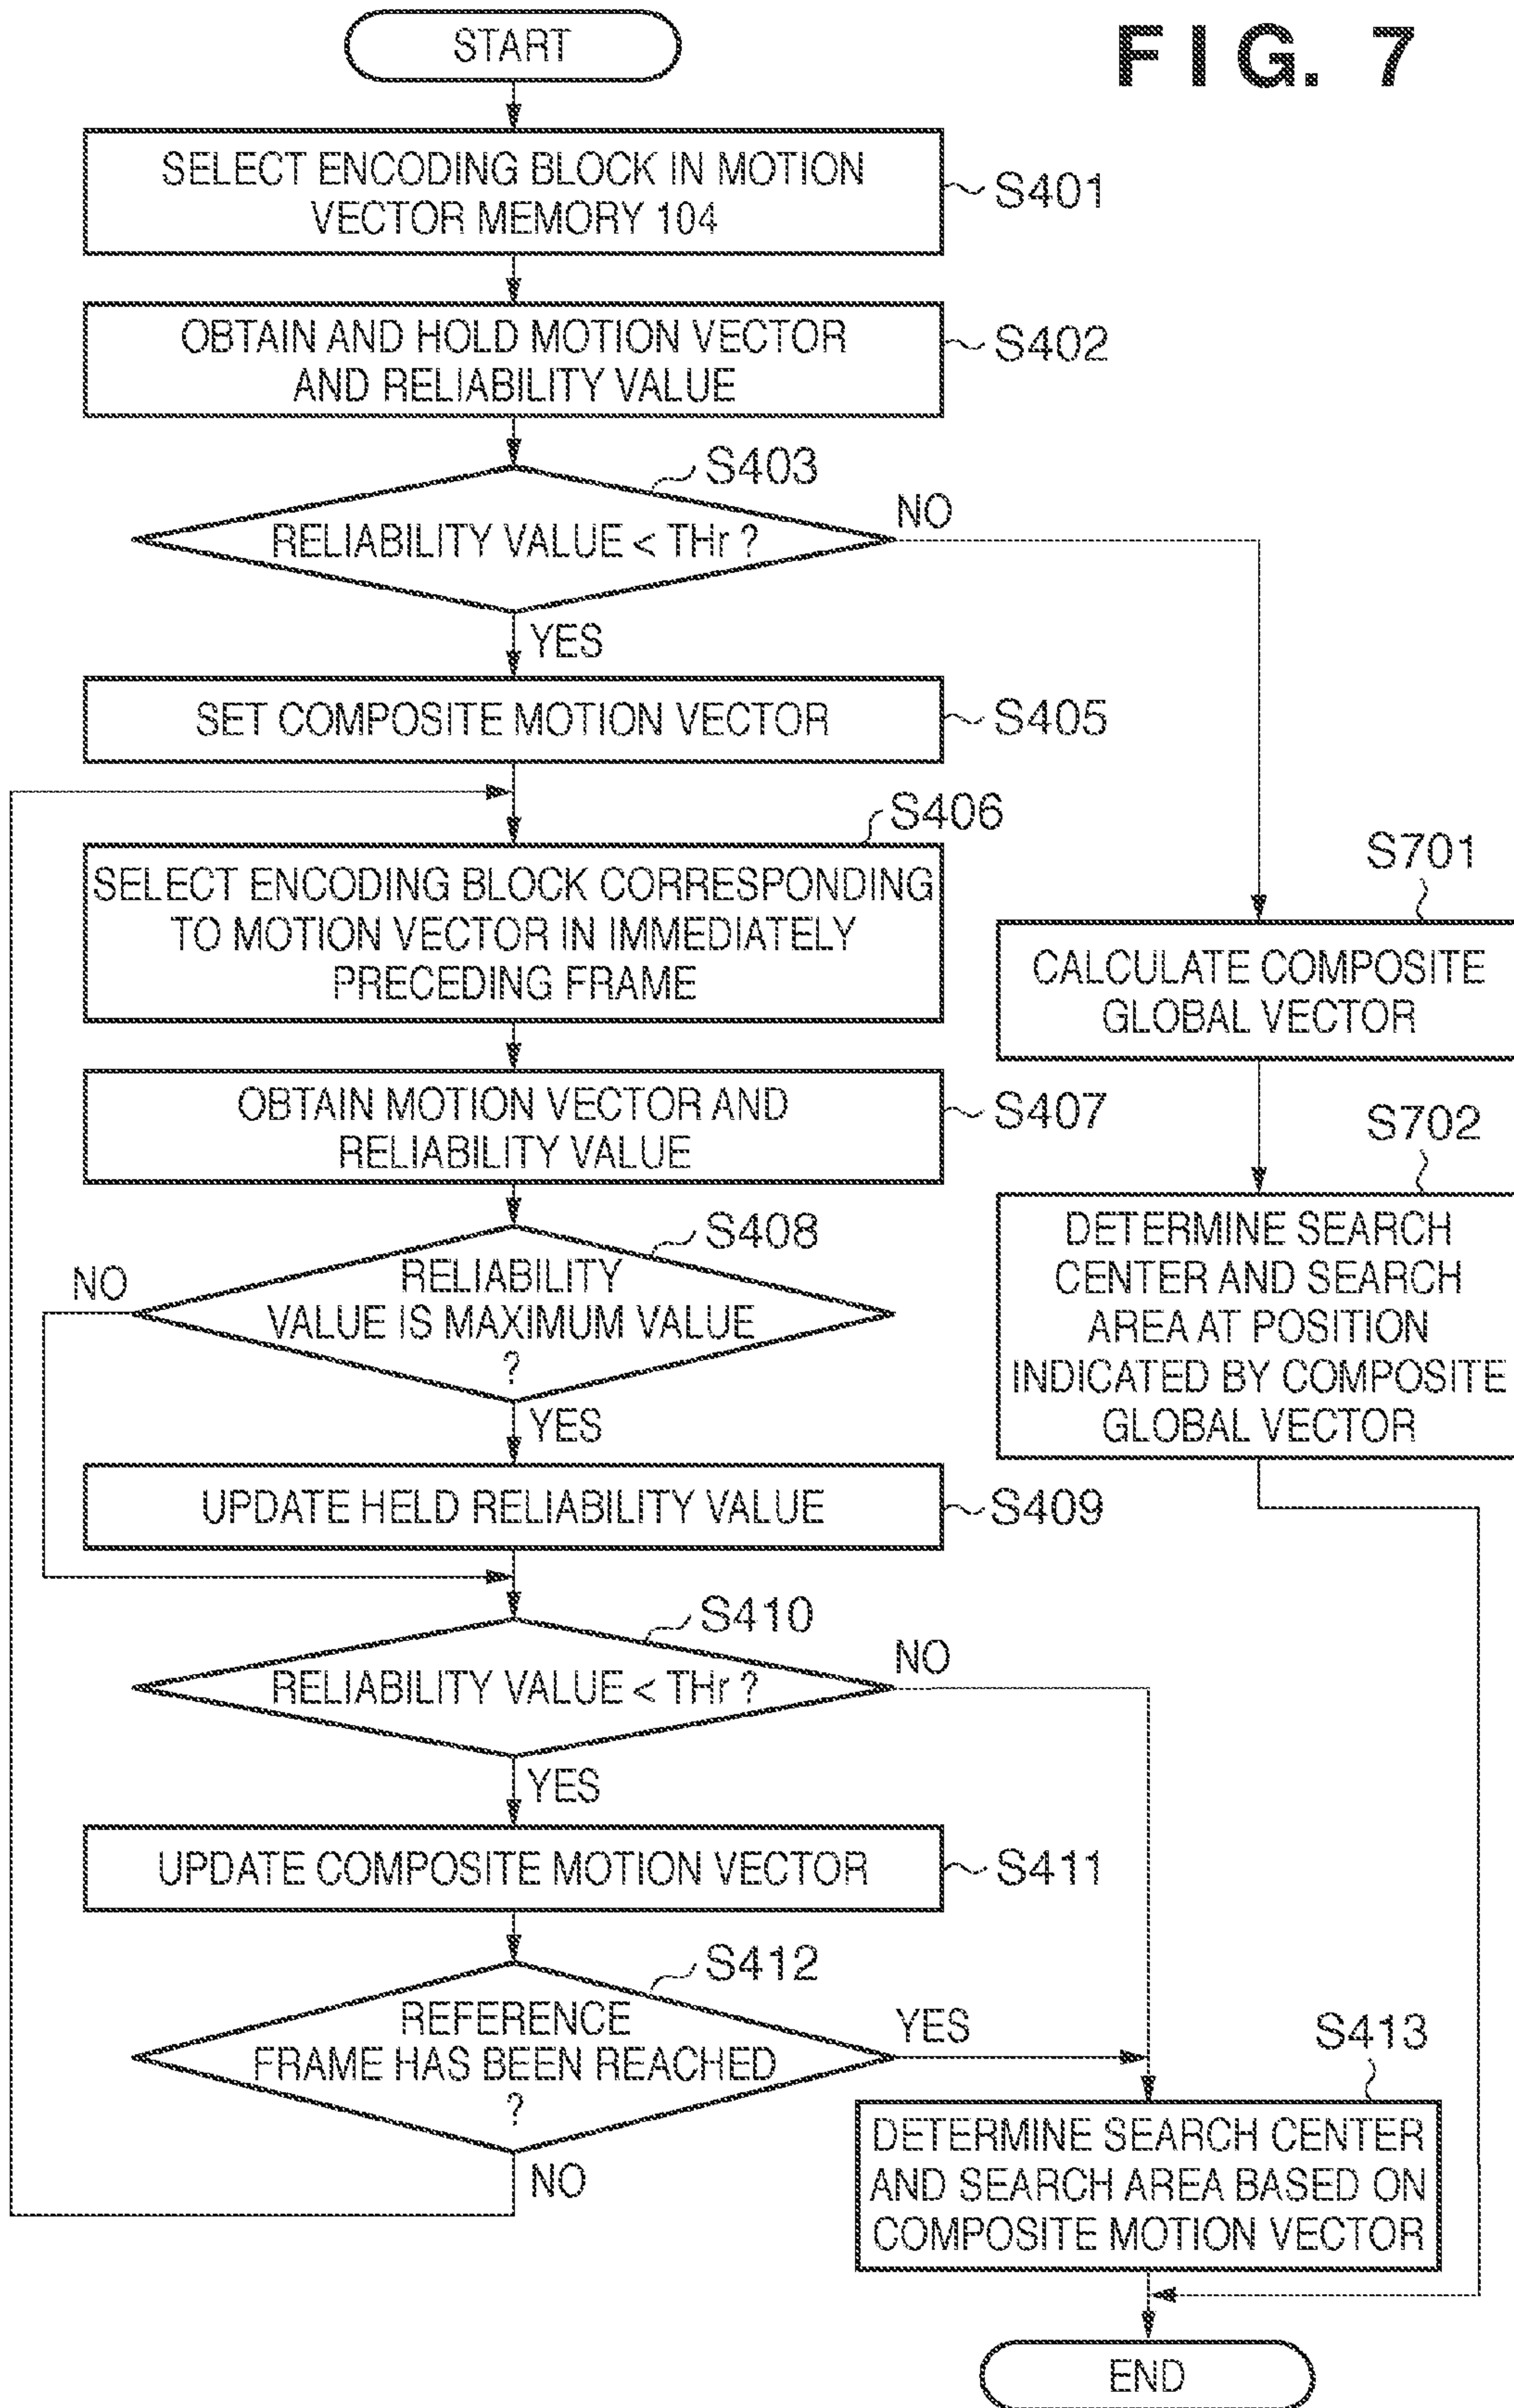 FIG. 7
START
SELECT ENCODING BLOCK IN MOTION
VECTOR MEMORY 104
S401
OBTAIN AND HOLD MOTION VECTOR
AND RELIABILITY VALUE
S402
S403
RELIABILITY VALUE < THr ?
NO
YES
SET COMPOSITE MOTION VECTOR
S405
S406
SELECT ENCODING BLOCK CORRESPONDING
TO MOTION VECTOR IN IMMEDIATELY
PRECEDING FRAME
S701
CALCULATE COMPOSITE
GLOBAL VECTOR
OBTAIN MOTION VECTOR AND
RELIABILITY VALUE
S407
S702
DETERMINE SEARCH
CENTER AND SEARCH
AREA AT POSITION
INDICATED BY COMPOSITE
GLOBAL VECTOR
S408
RELIABILITY
VALUE IS MAXIMUM VALUE
?
NO
YES
UPDATE HELD RELIABILITY VALUE
S409
S410
RELIABILITY VALUE < THr ?
NO
YES
UPDATE COMPOSITE MOTION VECTOR
S411
S412
REFERENCE
FRAME HAS BEEN REACHED
?
YES
NO
S413
DETERMINE SEARCH CENTER
AND SEARCH AREA BASED ON
COMPOSITE MOTION VECTOR
END